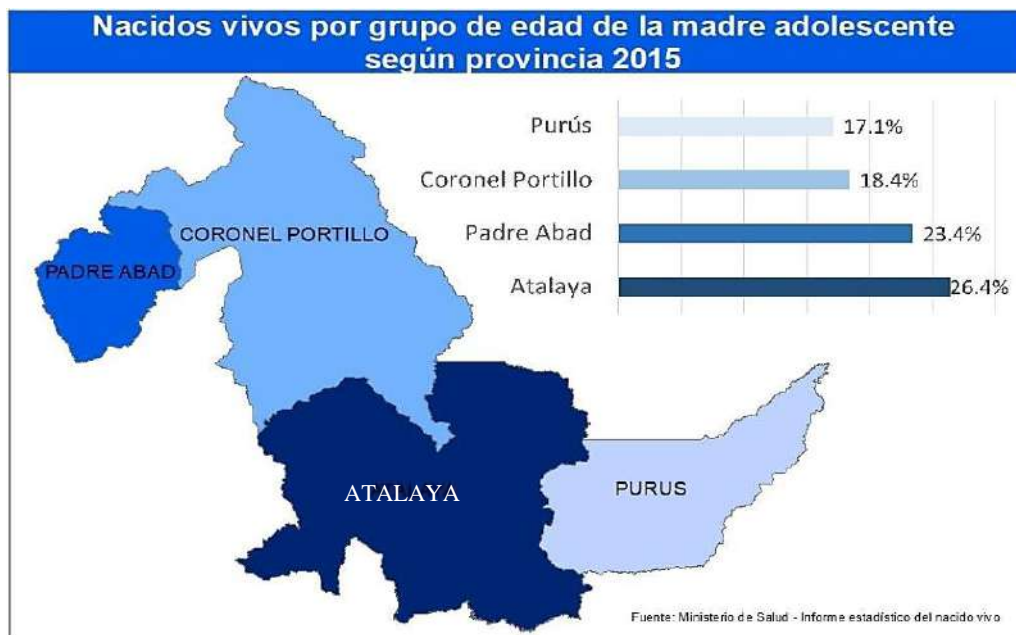 Nacidos vivos por grupo de edad de la madre adolescente
según provincia 2015
Purús 17.1%
Coronel Portillo 18.4%
Padre Abad 23.4%
Atalaya 26.4%
CORONEL PORTILLO
PADRE ABAD
ATALAYA
PURUS
Fuente: Ministerio de Salud - Informe estadístico del nacido vivo